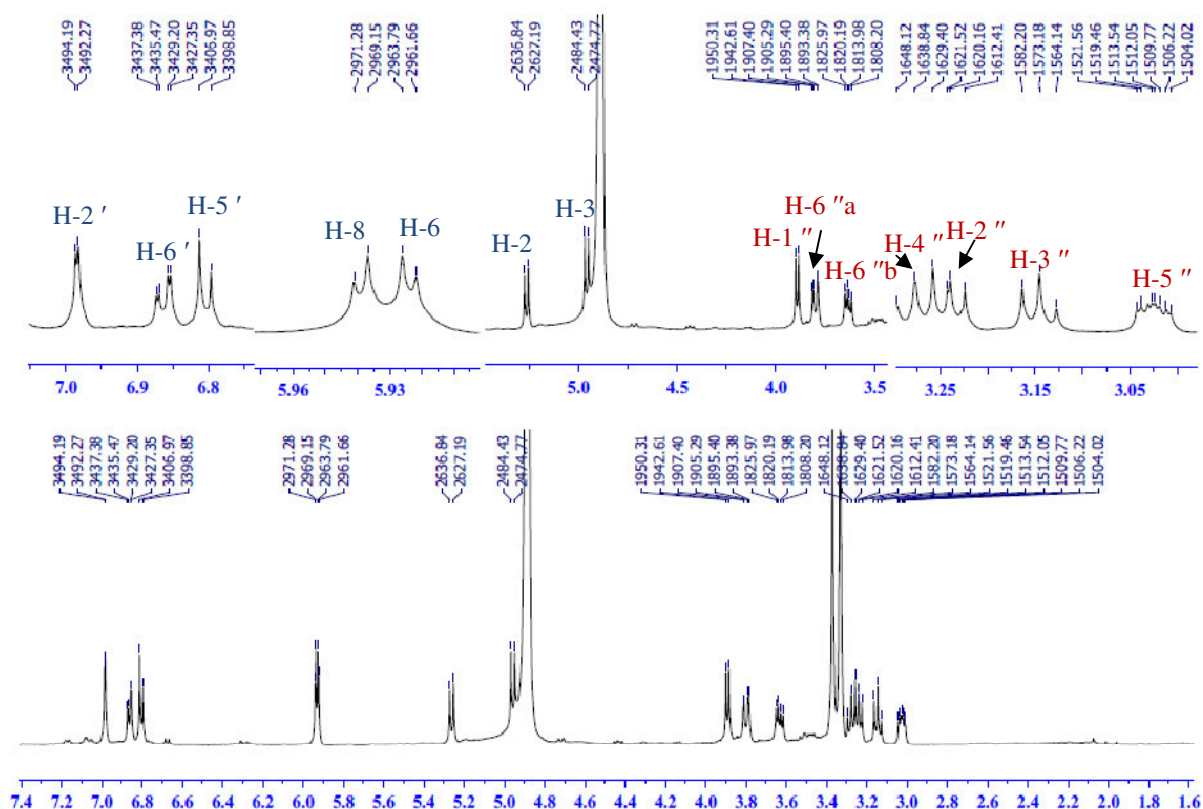 3494.19 3492.27 3437.38 3435.47 3429.20 3427.35 3406.97 3398.85 2971.28 2969.15 2963.79 2961.66 2636.84 2627.19 2484.43 2474.77 1950.31 1942.61 1907.40 1905.29 1895.40 1893.38 1825.97 1820.19 1813.98 1808.20 1648.12 1638.84 1629.40 1621.52 1620.16 1612.41 1582.20 1573.18 1564.14 1521.56 1519.46 1513.54 1512.05 1509.77 1506.22 1504.02
H-2 ′
H-6 ′
H-5 ′
H-8
H-6
H-2
H-3
H-1 ″
H-6 ″a
H-6 ″b
H-4 ″
H-2 ″
H-3 ″
H-5 ″
7.0 6.9 6.8 5.96 5.93 5.0 4.5 4.0 3.5 3.25 3.15 3.05
3494.19 3492.27 3437.38 3435.47 3429.20 3427.35 3406.97 3398.85 2971.28 2969.15 2963.79 2961.66 2636.84 2627.19 2484.43 2474.77 1950.31 1942.61 1907.40 1905.29 1895.40 1893.38 1825.97 1820.19 1813.98 1808.20 1648.12 1638.84 1629.40 1621.52 1620.16 1612.41 1582.20 1573.18 1564.14 1521.56 1519.46 1513.54 1512.05 1509.77 1506.22 1504.02
7.4 7.0 6.6 6.4 6.2 6.0 5.8 5.6 5.4 5.2 5.0 4.8 4.6 4.4 4.2 4.0 3.8 3.6 3.4 3.2 3.0 2.8 2.6 2.4 2.2 2.0 1.8 1.6